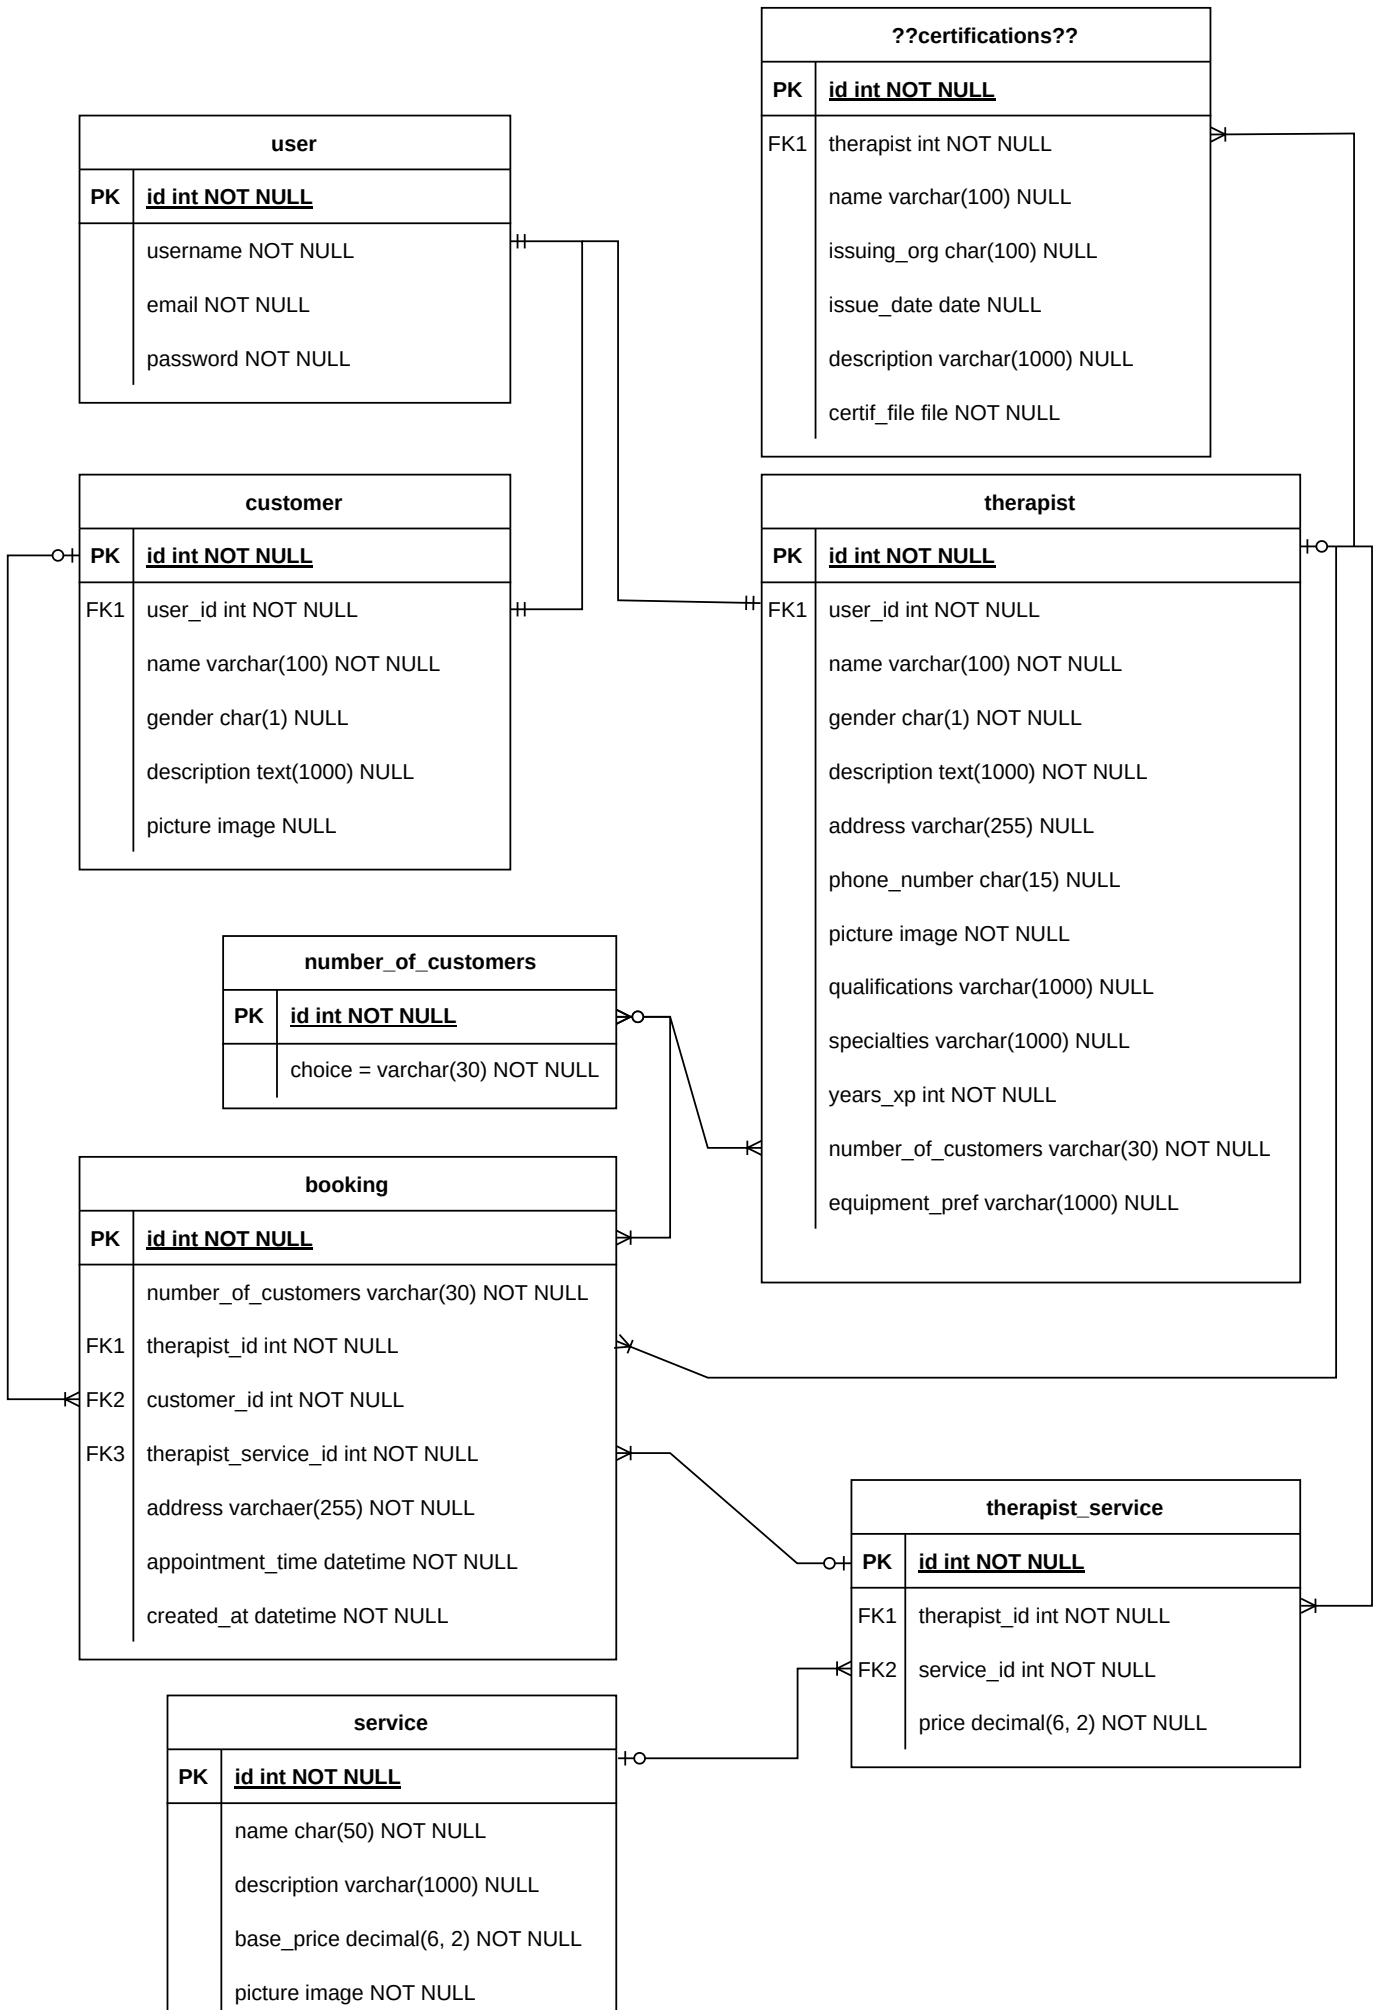 ??certifications??
PK id int NOT NULL
FK1 therapist int NOT NULL
name varchar(100) NULL
issuing_org char(100) NULL
issue_date date NULL
description varchar(1000) NULL
certif_file file NOT NULL
user
PK id int NOT NULL
username NOT NULL
email NOT NULL
password NOT NULL
customer
PK id int NOT NULL
FK1 user_id int NOT NULL
name varchar(100) NOT NULL
gender char(1) NULL
description text(1000) NULL
picture image NULL
therapist
PK id int NOT NULL
FK1 user_id int NOT NULL
name varchar(100) NOT NULL
gender char(1) NOT NULL
description text(1000) NOT NULL
address varchar(255) NULL
phone_number char(15) NULL
picture image NOT NULL
qualifications varchar(1000) NULL
specialties varchar(1000) NULL
years_xp int NOT NULL
number_of_customers varchar(30) NOT NULL
equipment_pref varchar(1000) NULL
number_of_customers
PK id int NOT NULL
choice = varchar(30) NOT NULL
booking
PK id int NOT NULL
number_of_customers varchar(30) NOT NULL
FK1 therapist_id int NOT NULL
FK2 customer_id int NOT NULL
FK3 therapist_service_id int NOT NULL
address varchaer(255) NOT NULL
appointment_time datetime NOT NULL
created_at datetime NOT NULL
therapist_service
PK id int NOT NULL
FK1 therapist_id int NOT NULL
FK2 service_id int NOT NULL
price decimal(6, 2) NOT NULL
service
PK id int NOT NULL
name char(50) NOT NULL
description varchar(1000) NULL
base_price decimal(6, 2) NOT NULL
picture image NOT NULL